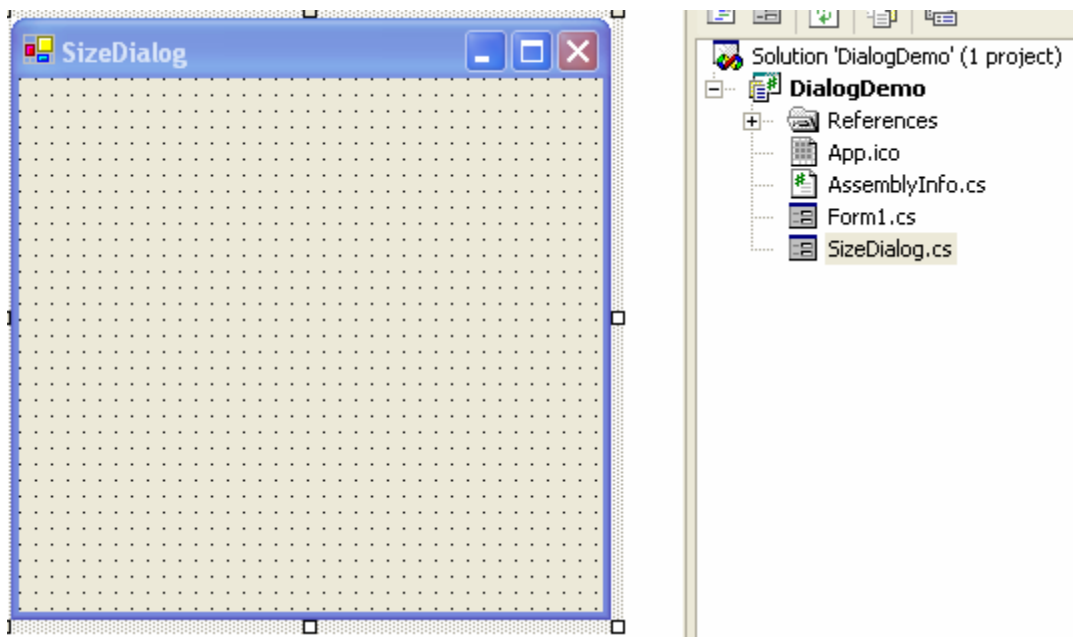 SizeDialog
Solution 'DialogDemo' (1 project)
DialogDemo
References
App.ico
AssemblyInfo.cs
Form1.cs
SizeDialog.cs